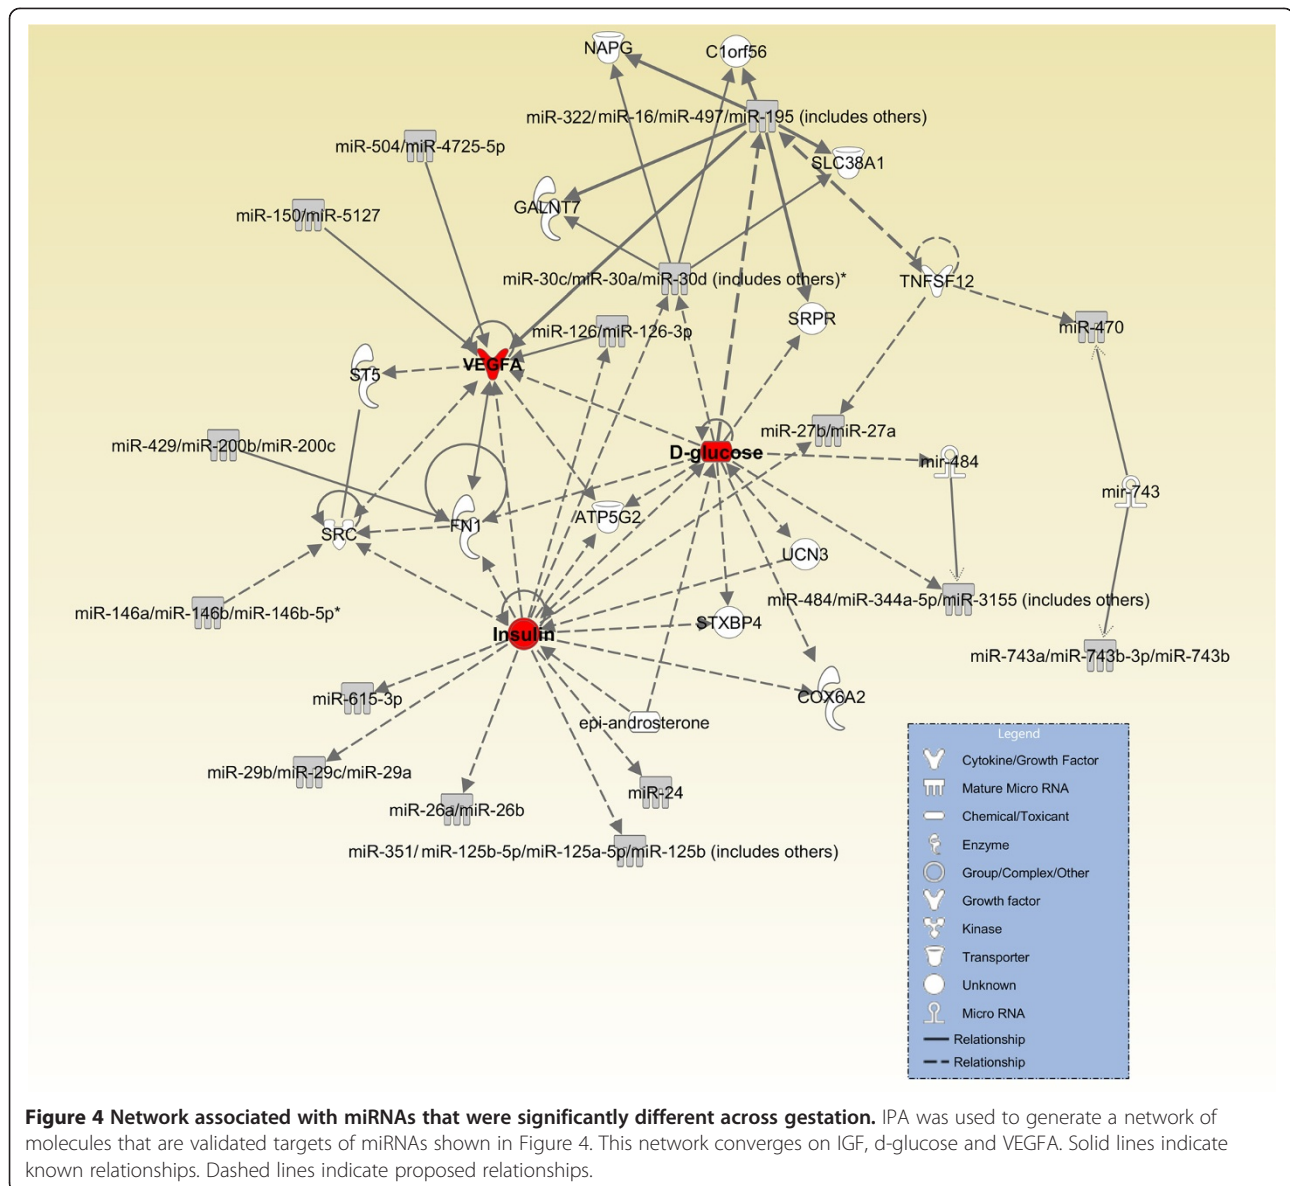 NAPG
C1orf56
miR-322/ miR-16/miR-497/miR-195 (includes others)
miR-504/miR-4725-5p
SLC38A1
GALNT7
miR-150/miR-5127
miR-30c/miR-30a/miR-30d (includes others)*
TNFSF12
SRPR
miR-126/miR-126-3p
miR-470
VEGFA
ST5
miR-27b/miR-27a
miR-429/miR-200b/miR-200c
D-glucose
mir-484
mir-743
SRC
FN1
ATP5G2
UCN3
miR-484/miR-344a-5p/miR-3155 (includes others)
miR-146a/miR-146b/miR-146b-5p*
STXBP4
Insulin
miR-743a/miR-743b-3p/miR-743b
miR-615-3p
COX6A2
epi-androsterone
miR-29b/miR-29c/miR-29a
miR-24
miR-26a/miR-26b
miR-351/ miR-125b-5p/miR-125a-5p/miR-125b (includes others)
Legend
Cytokine/Growth Factor
Mature Micro RNA
Chemical/Toxicant
Enzyme
Group/Complex/Other
Growth factor
Kinase
Transporter
Unknown
Micro RNA
Relationship
Relationship
Figure 4 Network associated with miRNAs that were significantly different across gestation. IPA was used to generate a network of
molecules that are validated targets of miRNAs shown in Figure 4. This network converges on IGF, d-glucose and VEGFA. Solid lines indicate
known relationships. Dashed lines indicate proposed relationships.